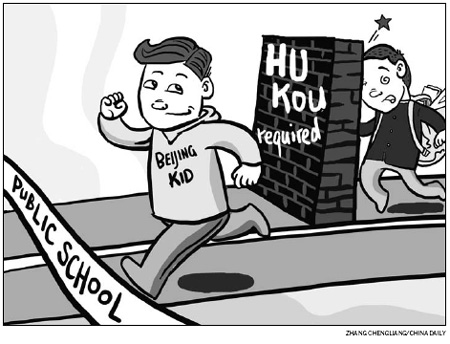 HU
KOU
required
BEIJING
KID
PUBLIC SCHOOL
ZHANG CHENGLIANG/CHINA DAILY